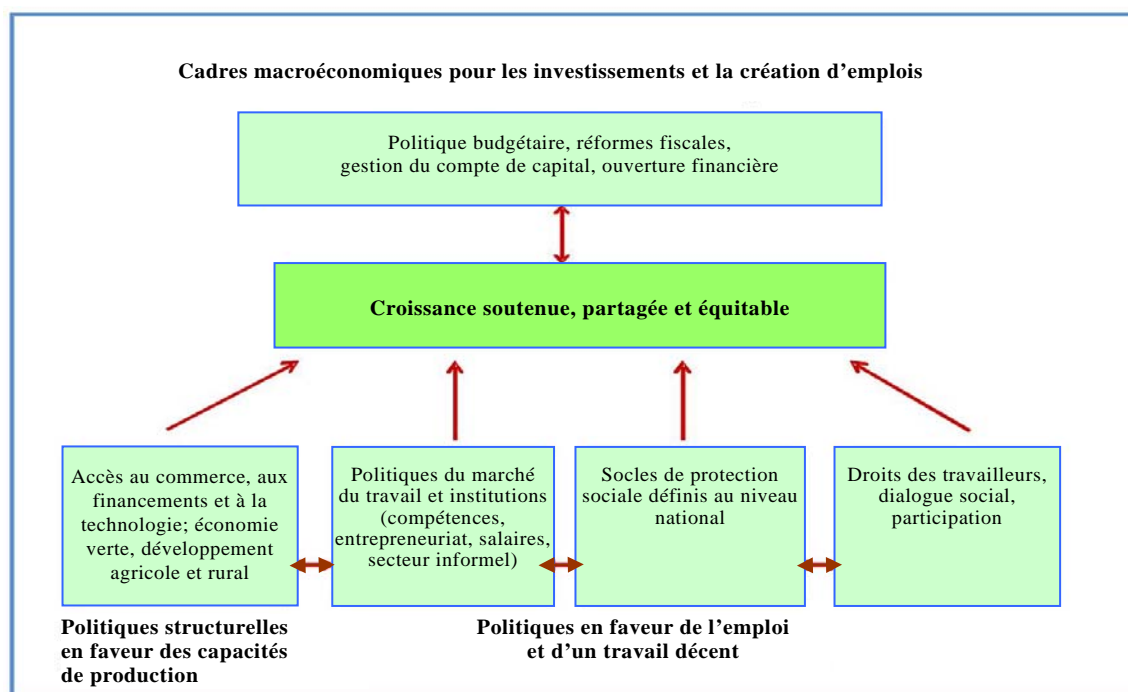 Cadres macroéconomiques pour les investissements et la création d’emplois
Politique budgétaire, réformes fiscales,
gestion du compte de capital, ouverture financière
Croissance soutenue, partagée et équitable
Accès au commerce, aux
financements et à la
technologie; économie
verte, développement
agricole et rural
Politiques du marché
du travail et institutions
(compétences,
entrepreneuriat, salaires,
secteur informel)
Socles de protection
sociale définis au niveau
national
Droits des travailleurs,
dialogue social,
participation
Politiques structurelles
en faveur des capacités
de production
Politiques en faveur de l’emploi
et d’un travail décent